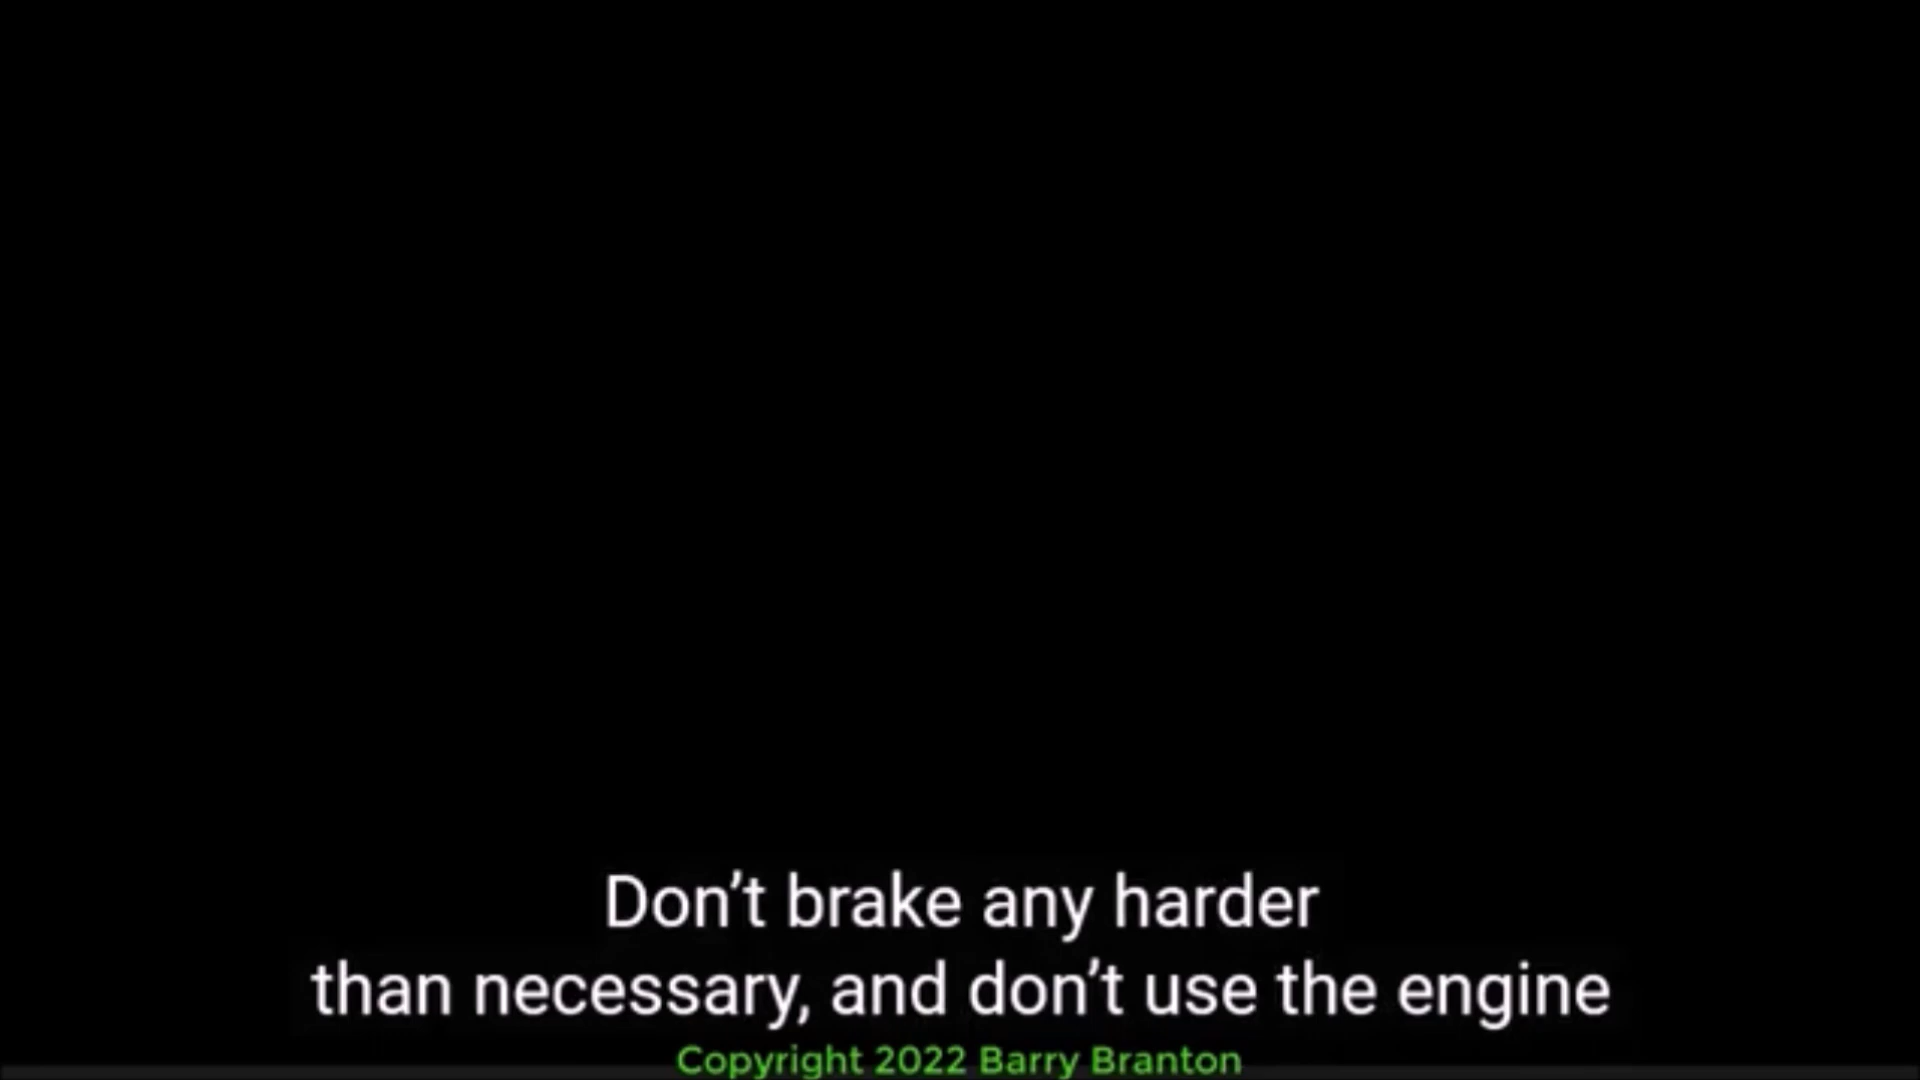 Don’t brake any harder
than necessary, and don’t use the engine
Copyright 2022 Barry Branton